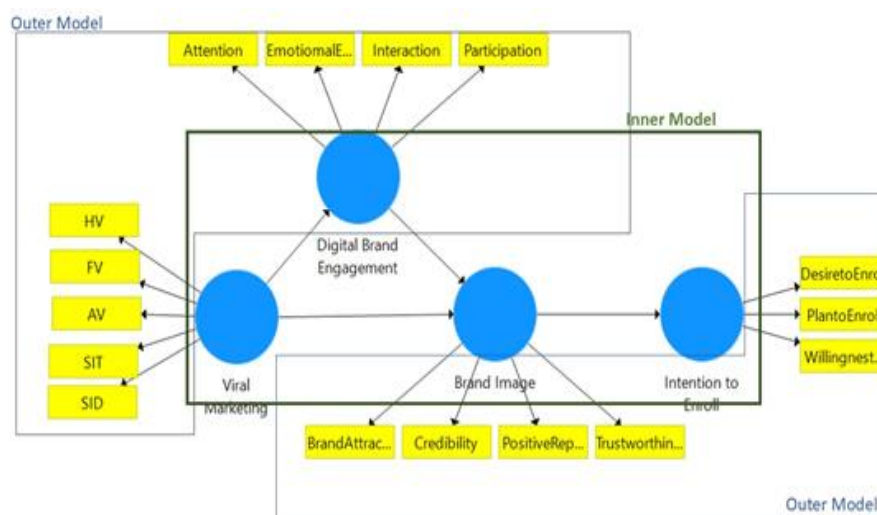 Outer Model
Attention
EmotiomalE...
Interaction
Participation
Inner Model
HV
FV
AV
SIT
SID
Digital Brand
Engagement
Viral
Marketing
Brand Image
Intention to
Enroll
DesiretoEnro
PlantoEnrol
Willingnest..
BrandAttrac...
Credibility
PositiveRep...
Trustworthin...
Outer Model